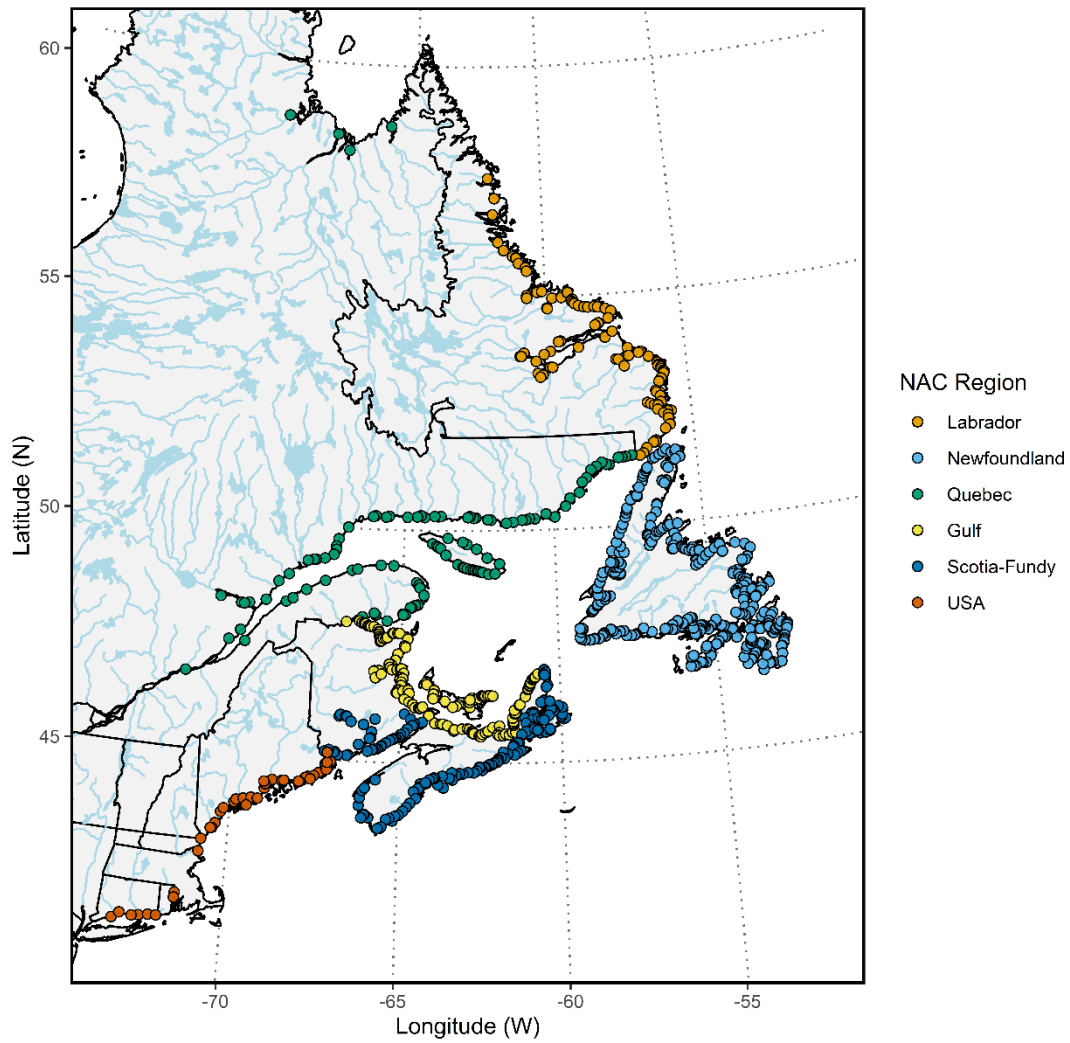 60
55
50
45
Latitude (N)
-70
-65
-60
-55
Longitude (W)
NAC Region
Labrador
Newfoundland
Quebec
Gulf
Scotia-Fundy
USA